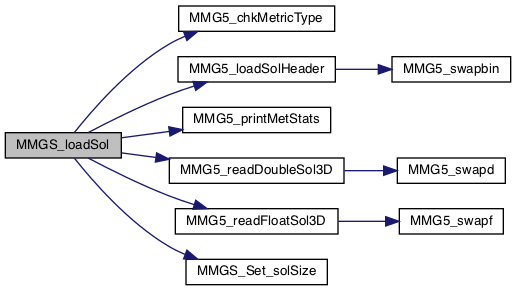 MMG5_chkMetricType
MMG5_loadSolHeader
MMG5_swapbin
MMG5_printMetStats
MMGS_loadSol
MMG5_readDoubleSol3D
MMG5_swapd
MMG5_readFloatSol3D
MMG5_swapf
MMGS_Set_solSize